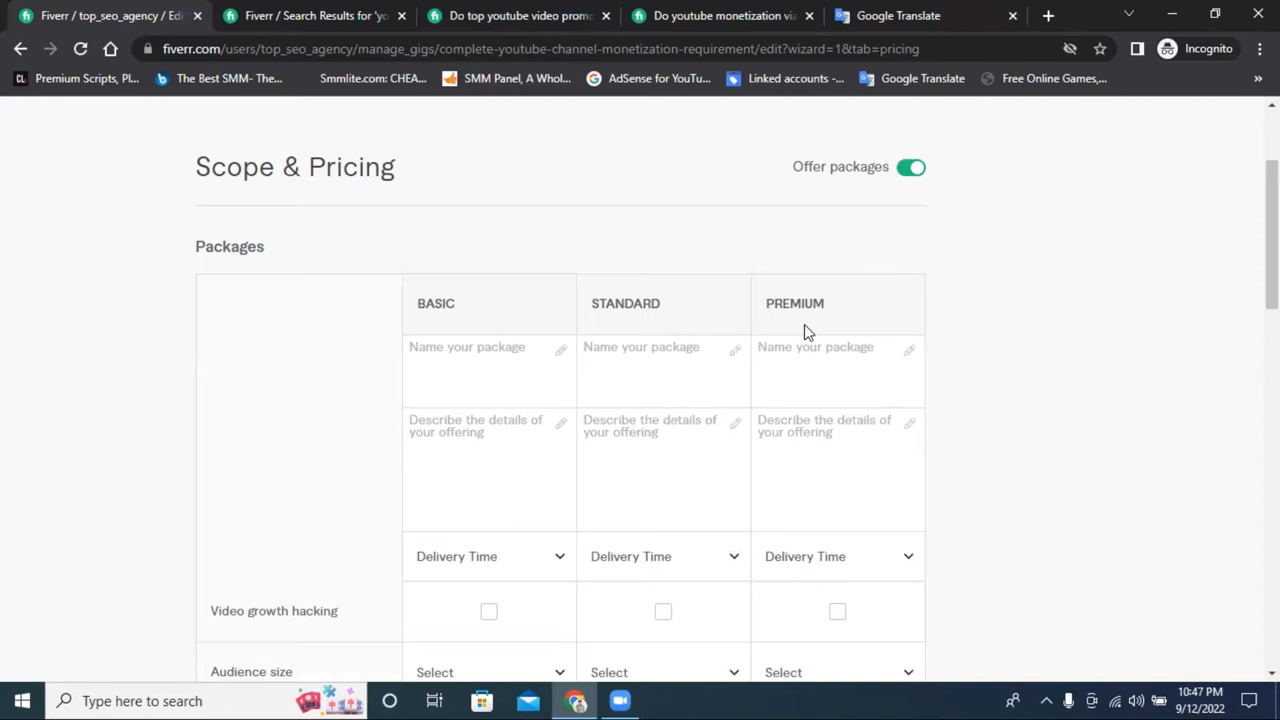 Fiverr / top_seo_agency / Edi
Fiverr / Search Results for 'yo
Do top youtube video promo
Do youtube monetization via
Google Translate
fiverr.com/users/top_seo_agency/manage_gigs/complete-youtube-channel-monetization-requirement/edit?wizard=1&tab=pricing
Incognito
Premium Scripts, Pl...
The Best SMM- The...
Smmlite.com: CHEA...
SMM Panel, A Whol...
AdSense for YouTu...
Linked accounts -...
Google Translate
Free Online Games,...
Scope & Pricing
Offer packages
Packages
BASIC
STANDARD
PREMIUM
Name your package
Name your package
Name your package
Describe the details of
your offering
Describe the details of
your offering
Describe the details of
your offering
Delivery Time
Delivery Time
Delivery Time
Video growth hacking
Audience size
Select
Select
Select
Type here to search
10:47 PM
9/12/2022